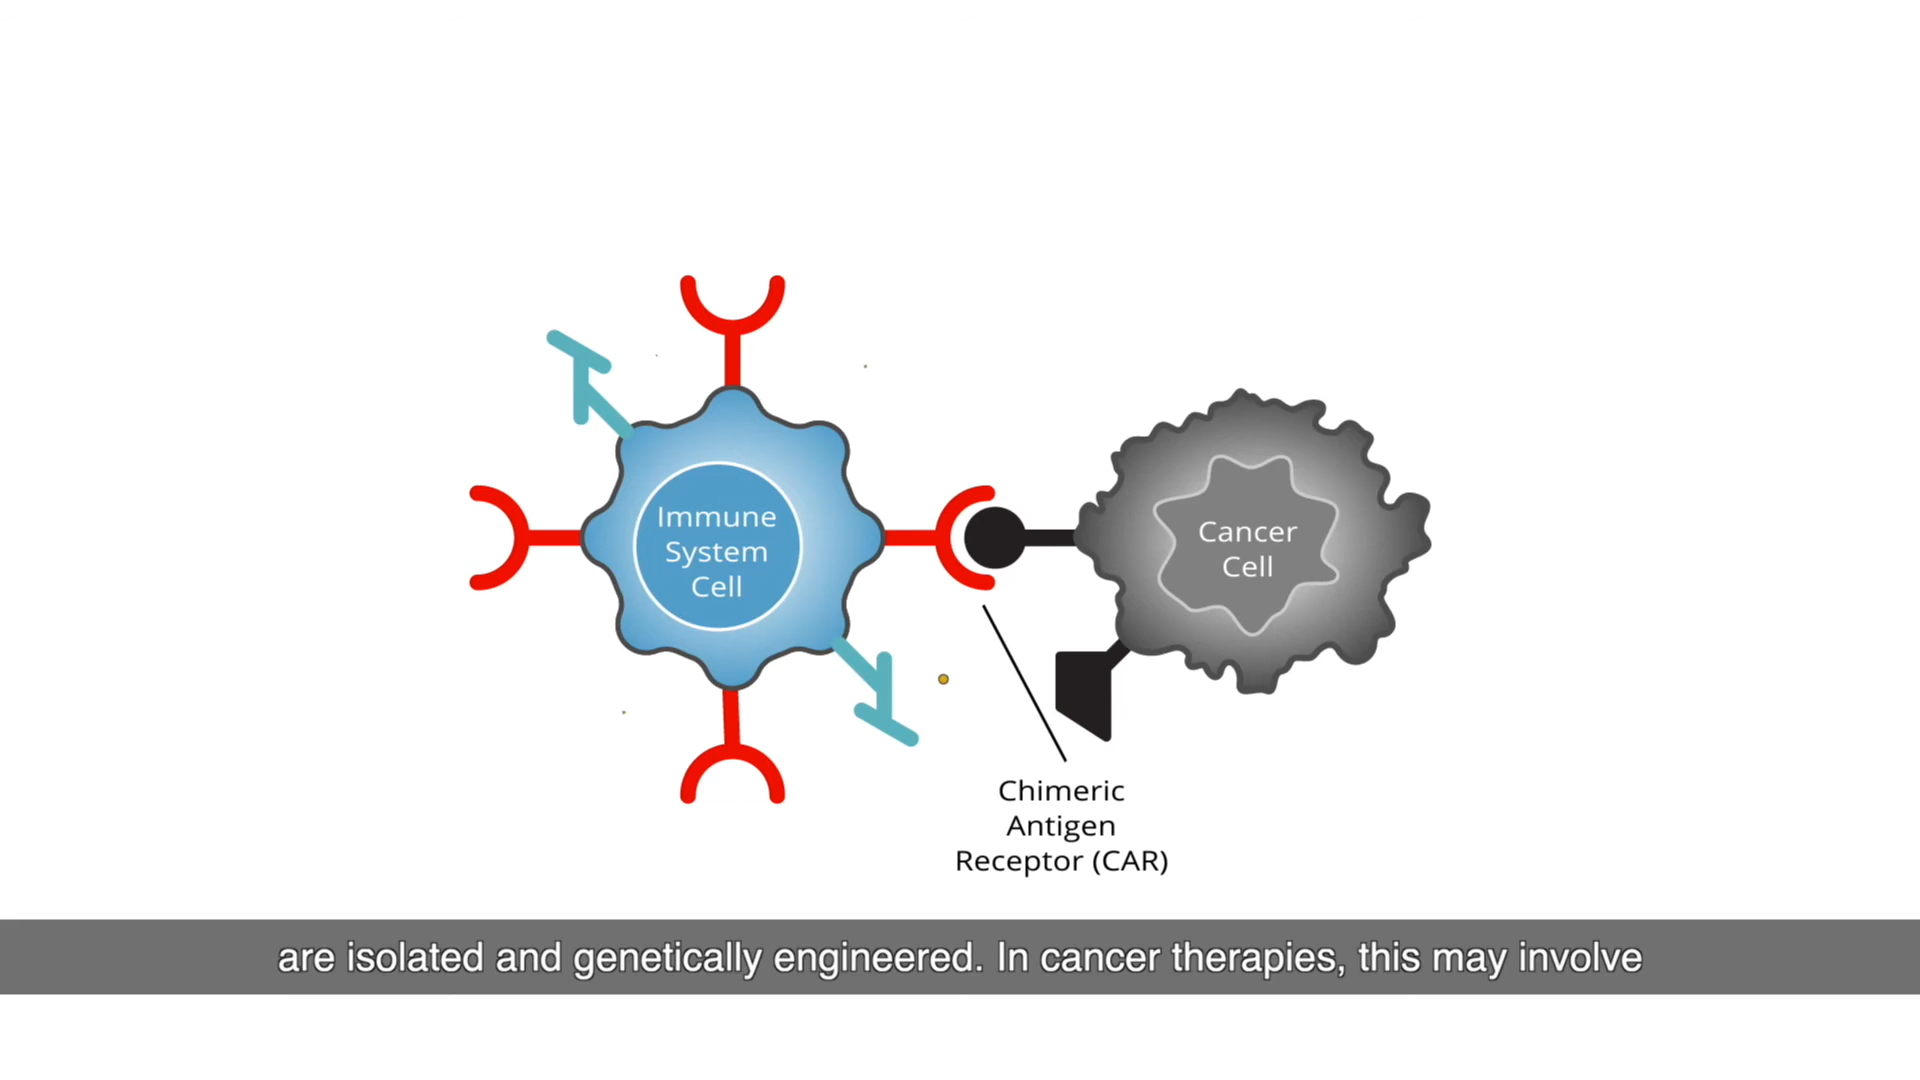 Immune
System
Cell
Cancer
Cell
Chimeric
Antigen
Receptor (CAR)
are isolated and genetically engineered. In cancer therapies, this may involve